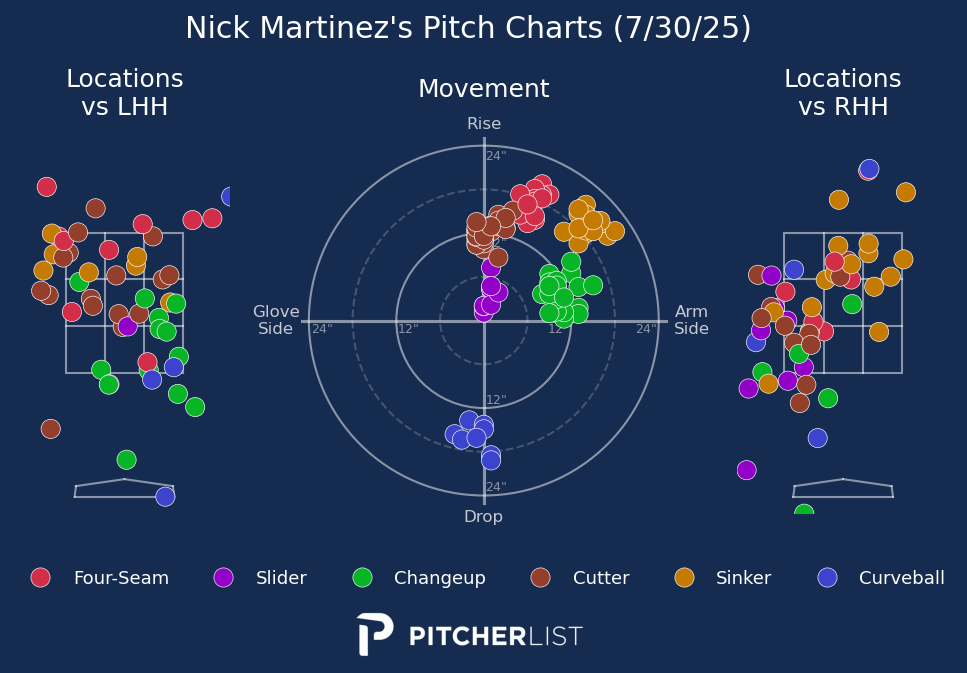 Nick Martinez's Pitch Charts (7/30/25)
Locations
vs LHH
Movement
Locations
vs RHH
Rise
24"
12"
Glove
Side
24"
12"
12"
24"
Arm
Side
12"
24"
Drop
Four-Seam
Slider
Changeup
Cutter
Sinker
Curveball
PITCHERLIST